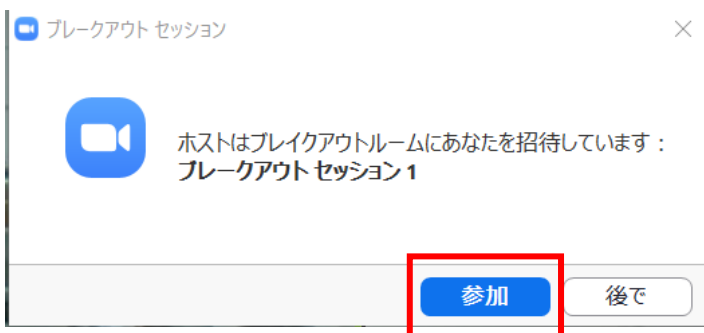 ブレークアウト セッション
ホストはブレイクアウトルームにあなたを招待しています：
ブレークアウト セッション 1
参加
後で